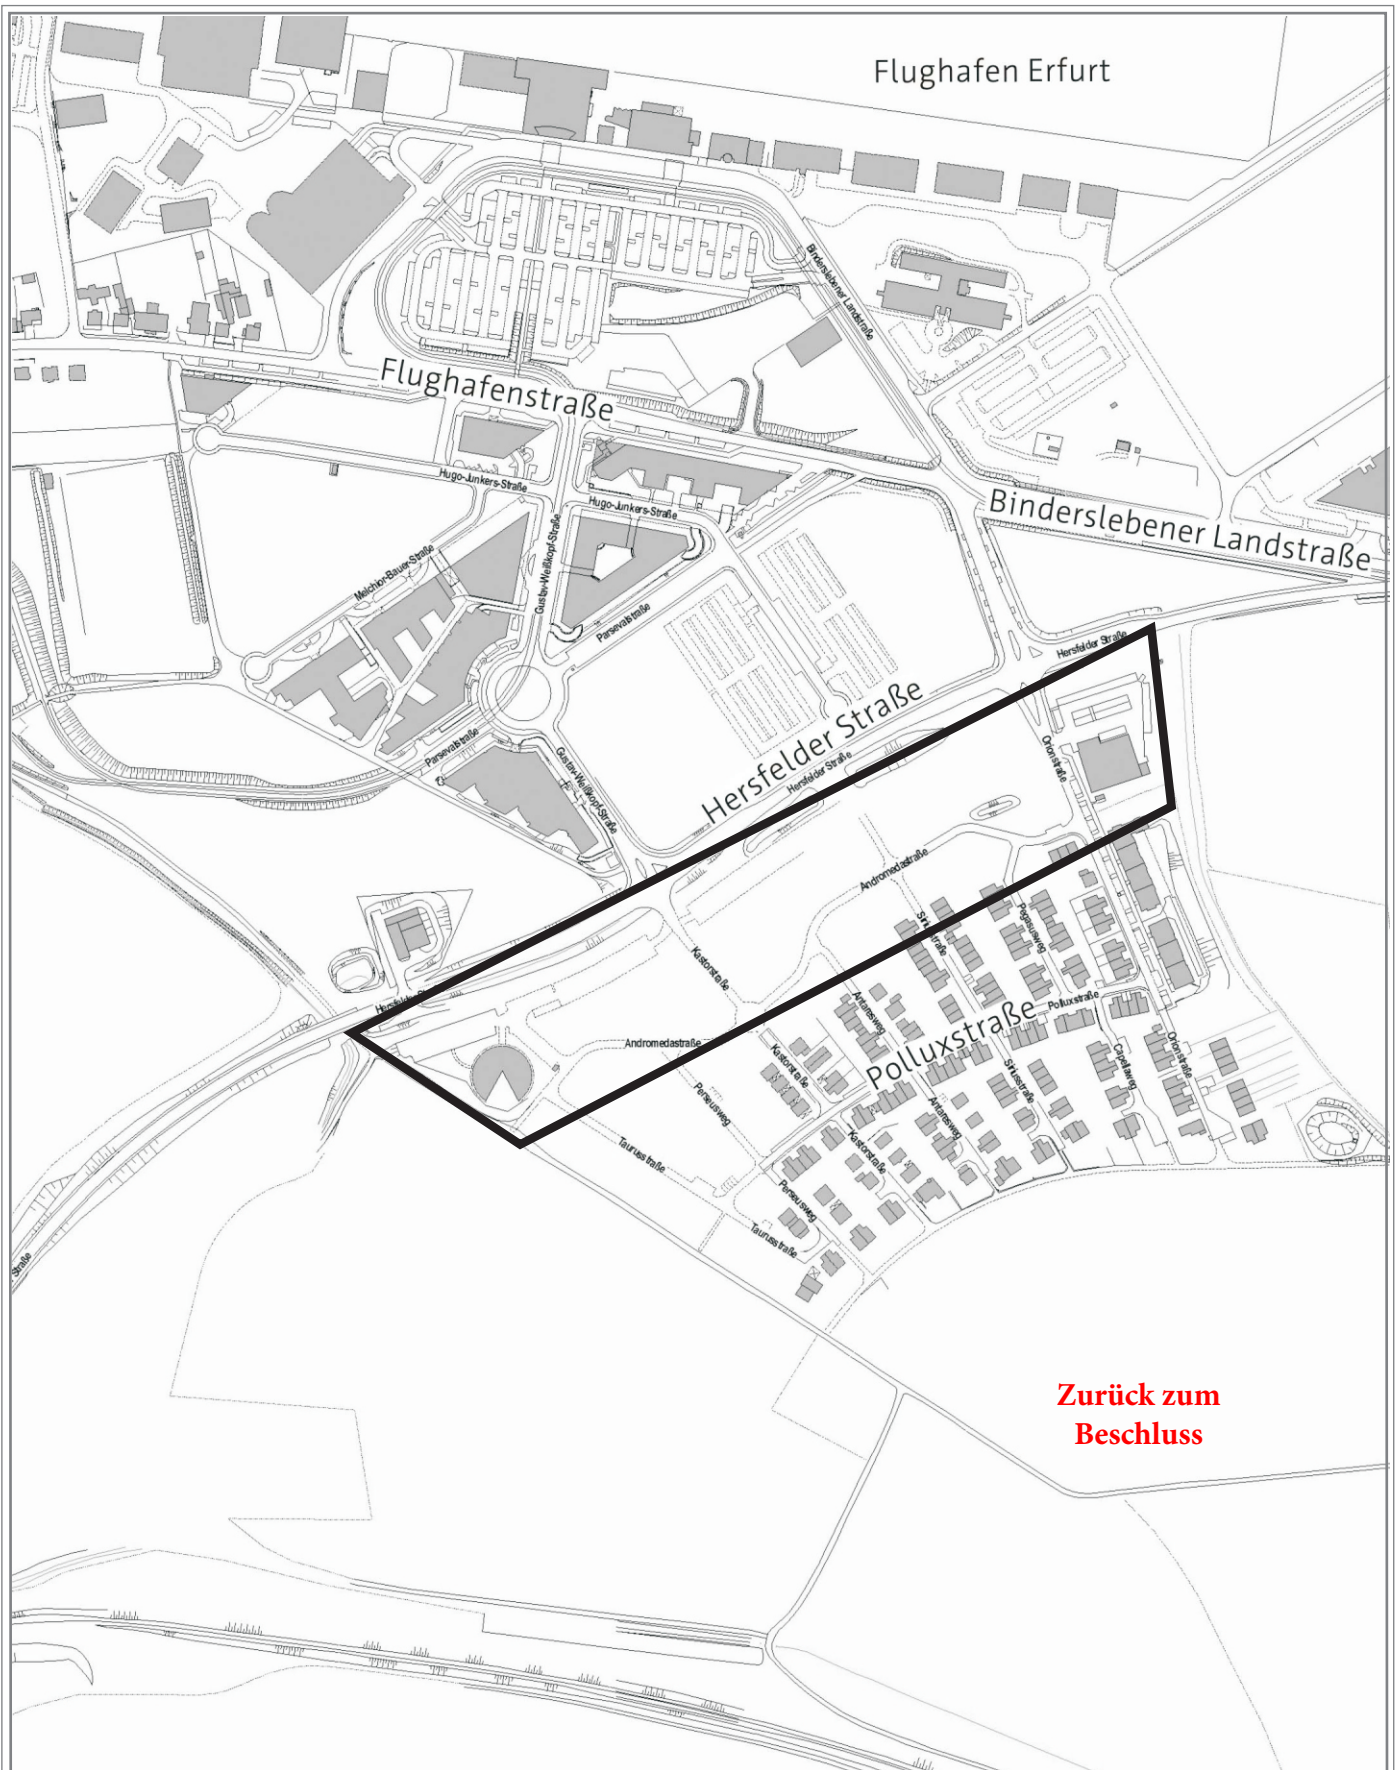 Flughafen Erfurt
Binderslebener Landstraße
Flughafenstraße
Hugo-Junkers-Straße
Hugo-Junkers-Straße
Binderslebener Landstraße
Gustav-Weißkopf-Straße
Melchior-Bauer-Straße
Parsevalstraße
Hersfelder Straße
Hersfelder Straße
Parsevalstraße
Gustav-Weißkopf-Straße
Hersfelder Straße
Orionstraße
Andromedastraße
Siriusstraße
Pegasusweg
Kastorstraße
Antaresweg
Polluxstraße
Polluxstraße
Andromedastraße
Kastorstraße
Siriusstraße
Capellaweg
Orionstraße
Perseusweg
Antaresweg
Taurusstraße
Kastorstraße
Perseusweg
Taurusstraße
Straße
Zurück zum
Beschluss